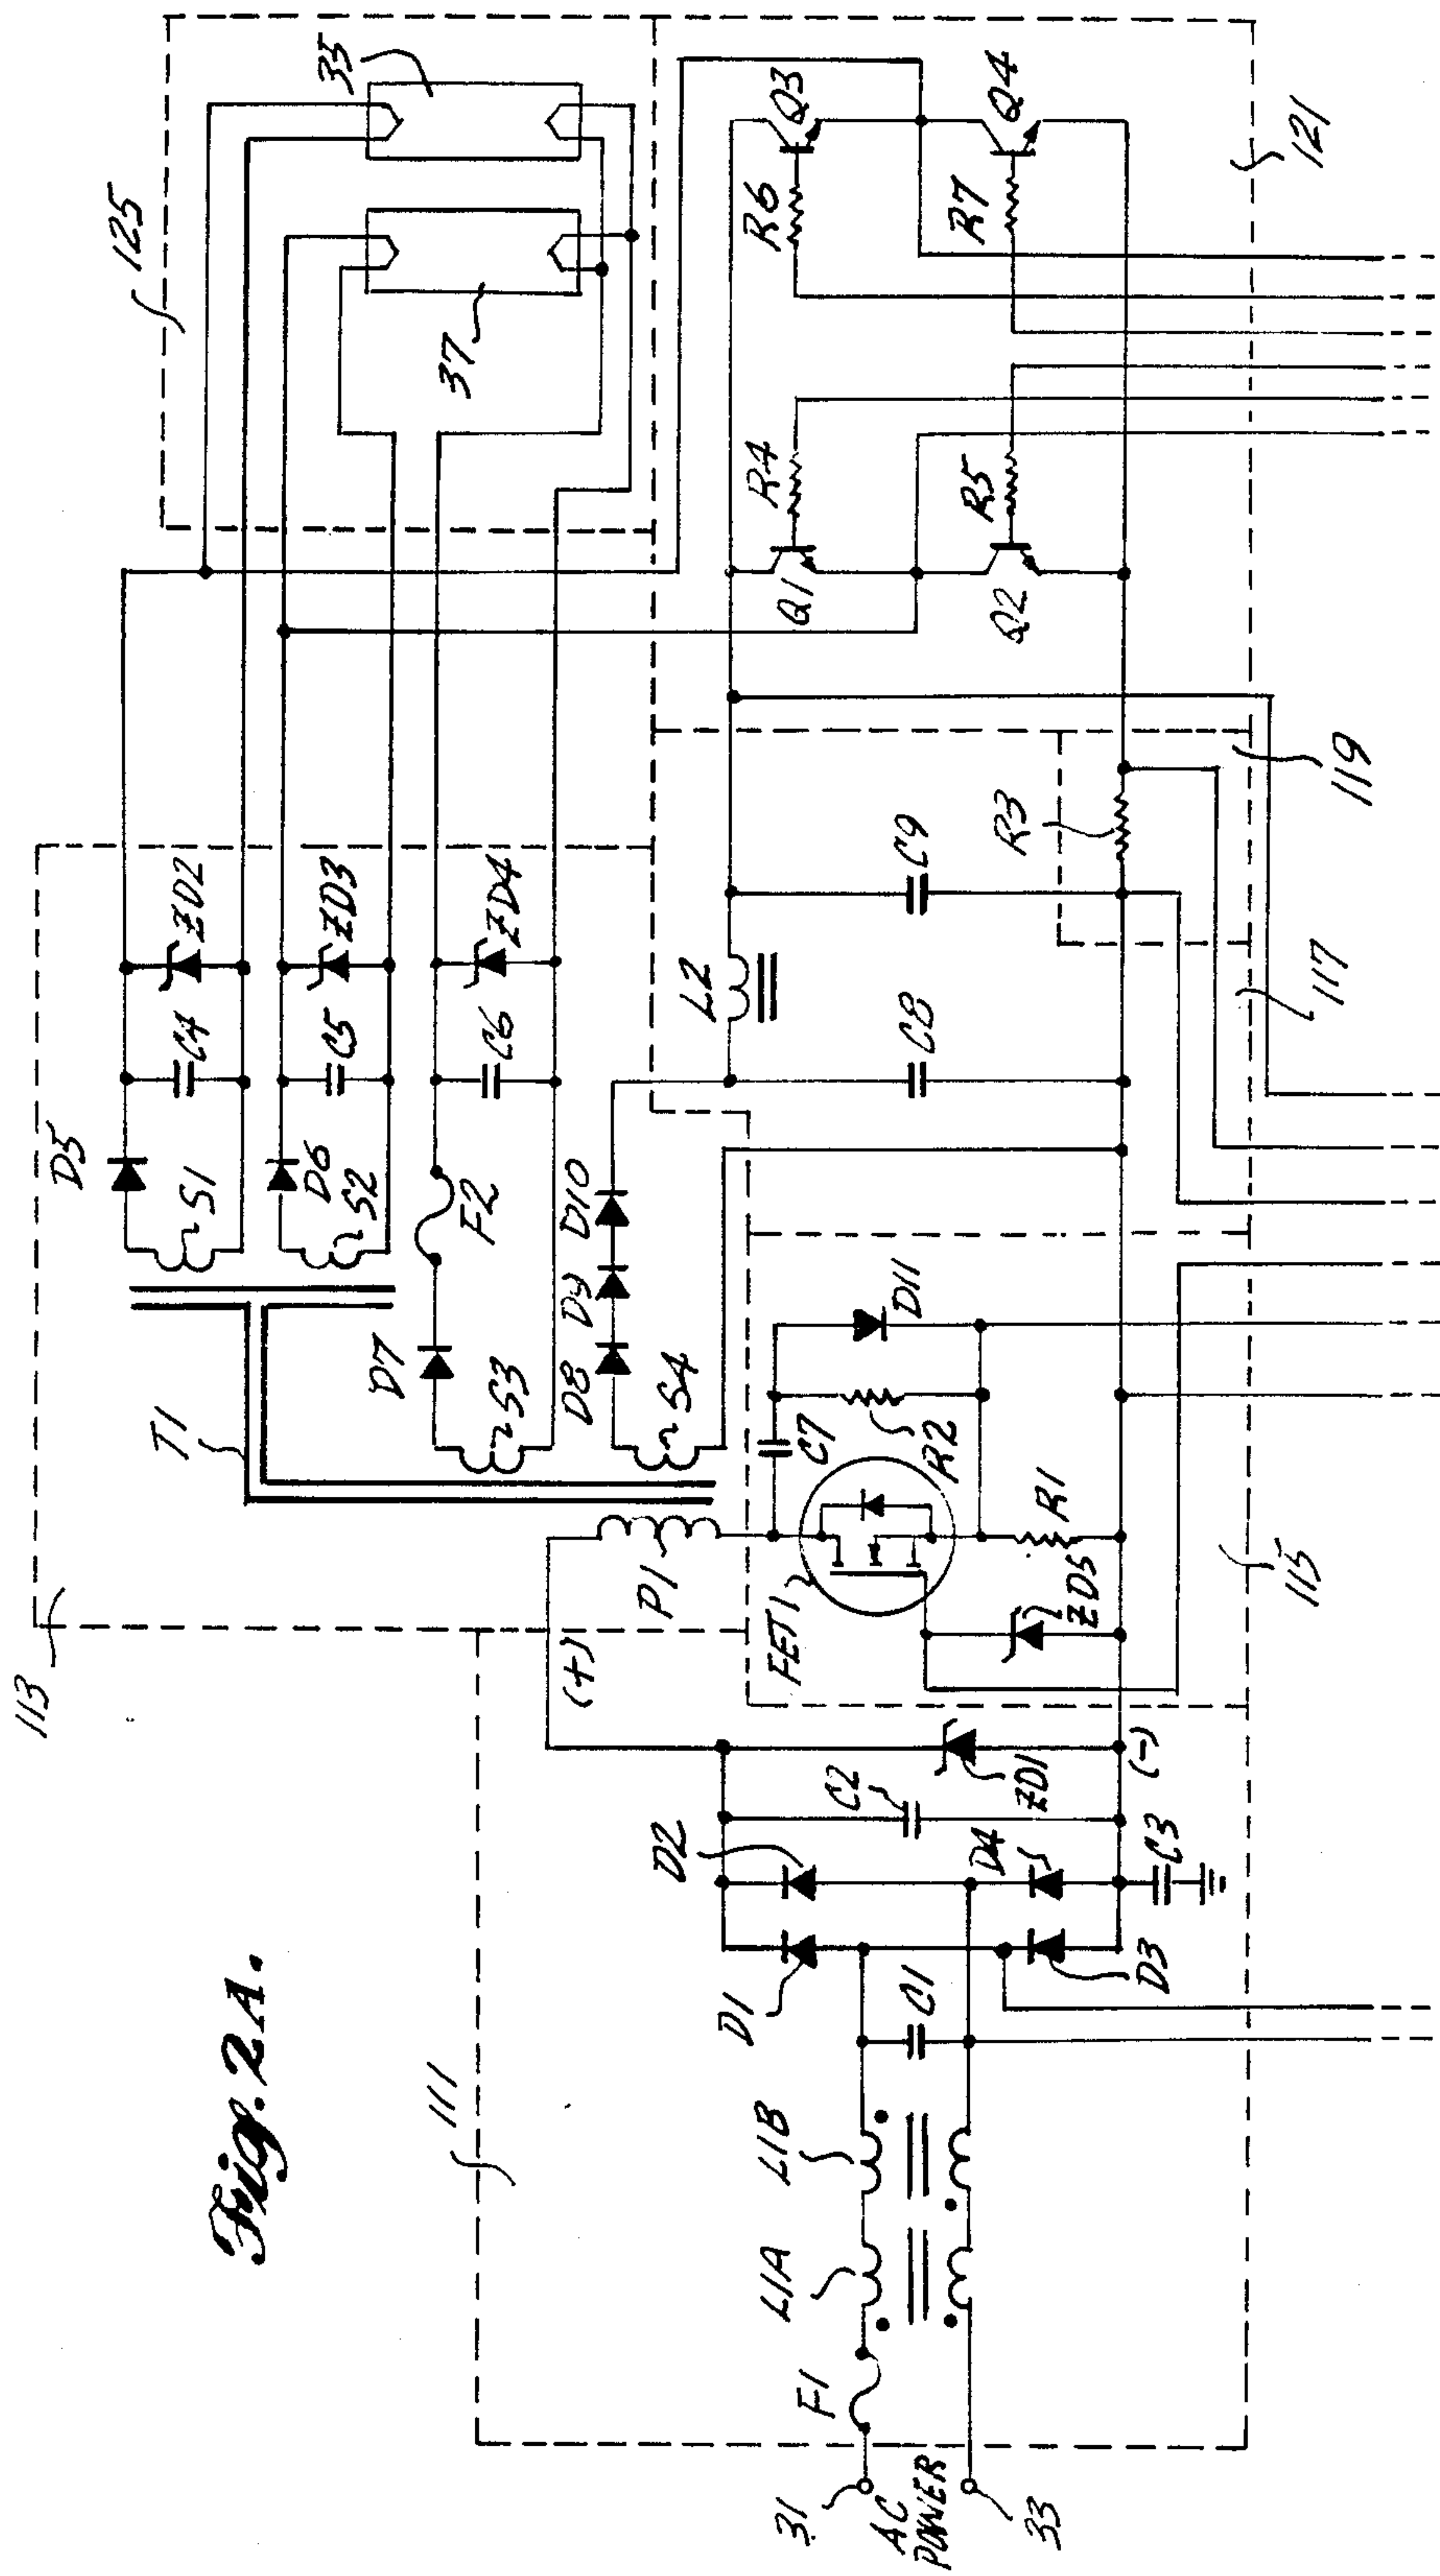 Fig. 2A.
113
T1
D5
S1
C4
ZD2
D6
S2
C5
ZD3
D7
S3
F2
C6
ZD4
D8
D9
D10
S4
125
35
37
111
(+)
P1
L2
C8
C9
R3
117
119
121
Q1
R4
Q2
R5
R6
Q3
R7
Q4
FET1
C7
R2
D11
R1
ZD5
115
31
AC
POWER
33
F1
L1A
L1B
C1
D1
D2
D3
D4
C2
C3
ZD1
(-)